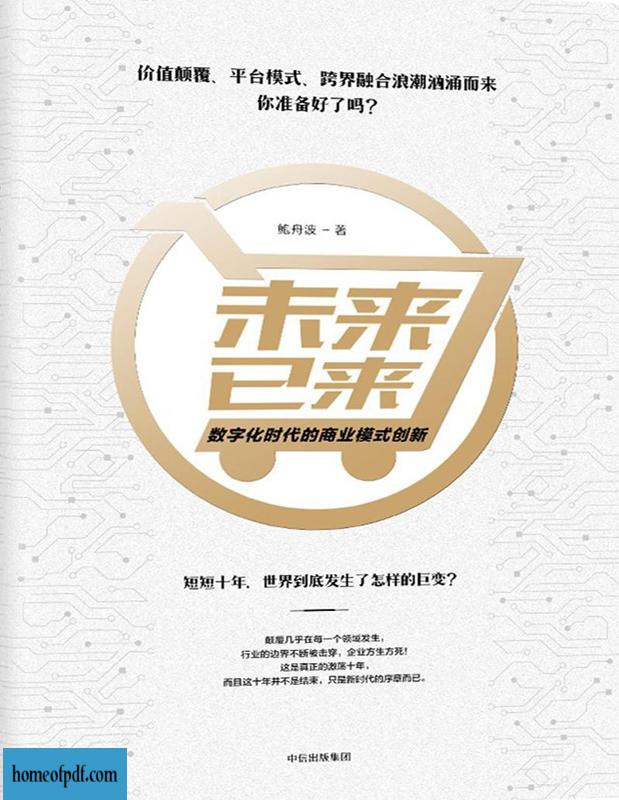 价值颠覆、平台模式、跨界融合浪潮汹涌而来
你准备好了吗？
鲍舟波 － 著
未来
已来
数字化时代的商业模式创新
短短十年，世界到底发生了怎样的巨变？
颠覆几乎在每一个领域发生，
行业的边界不断被击穿，企业方生方死！
这是真正的激荡十年，
而且这十年并不是结束，只是新时代的序章而已。
中信出版集团
homeofpdf.com